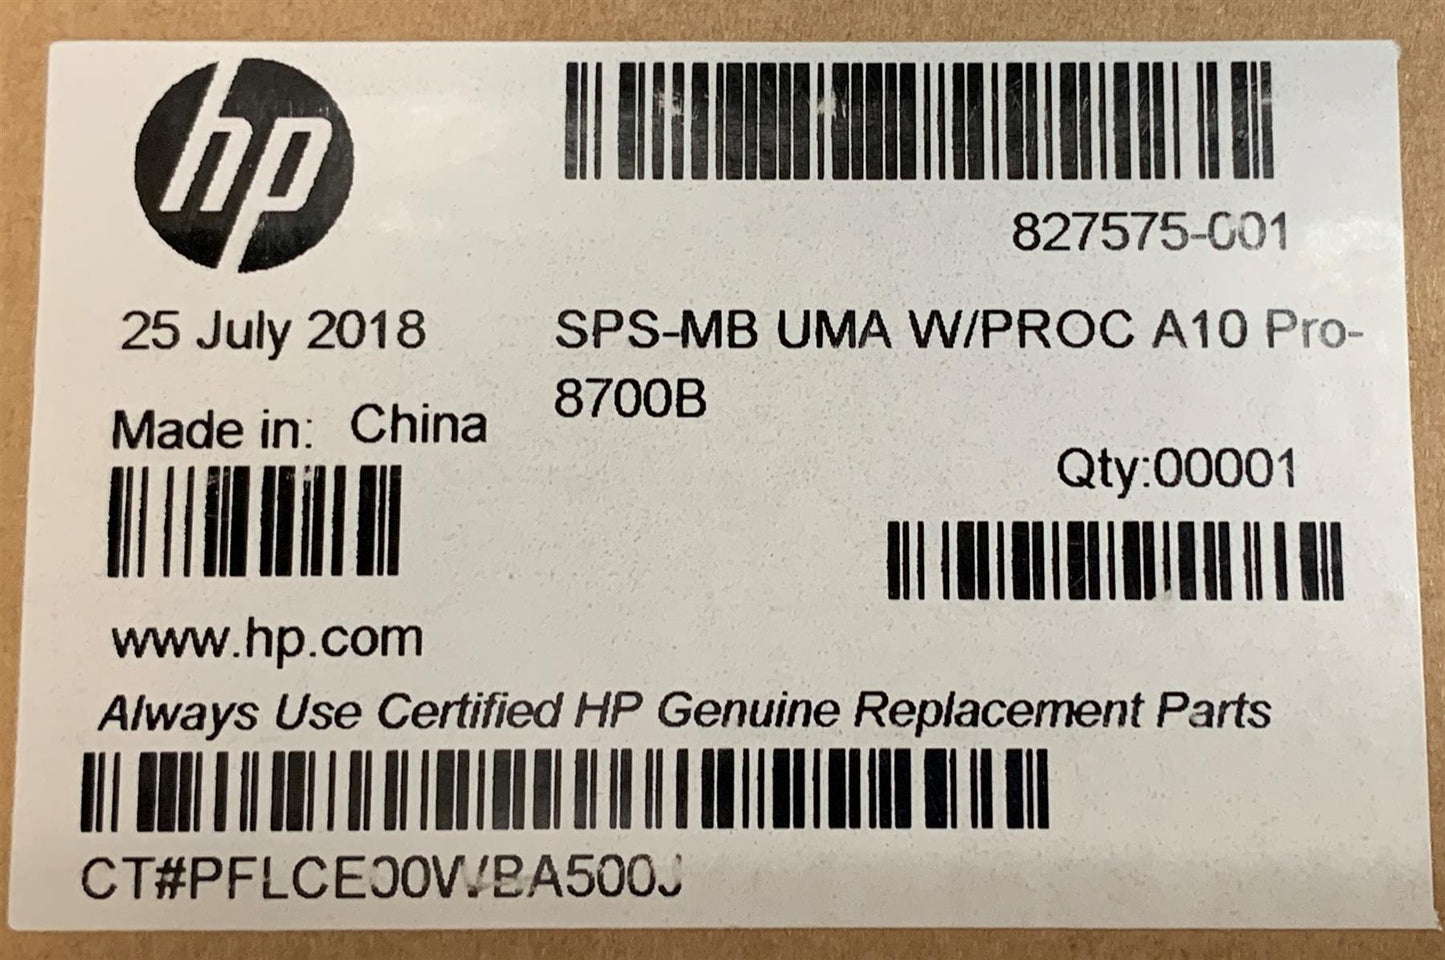 hp
827575-001
25 July 2018
SPS-MB UMA W/PROC A10 Pro-
8700B
Made in: China
Qty:00001
www.hp.com
Always Use Certified HP Genuine Replacement Parts
CT#PFLCE00WBA500J